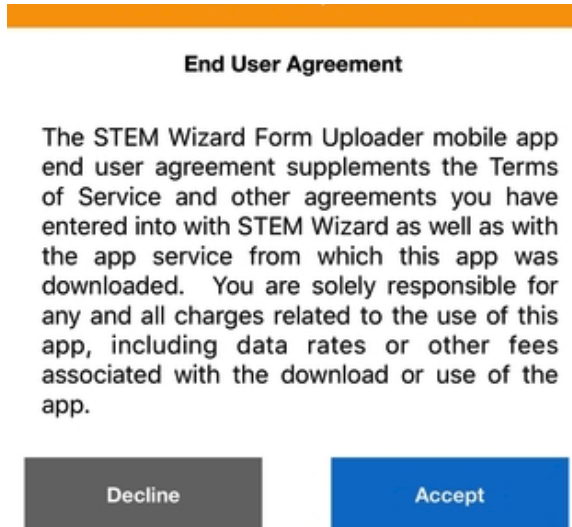 End User Agreement
The STEM Wizard Form Uploader mobile app
end user agreement supplements the Terms
of Service and other agreements you have
entered into with STEM Wizard as well as with
the app service from which this app was
downloaded. You are solely responsible for
any and all charges related to the use of this
app, including data rates or other fees
associated with the download or use of the
app.
Decline
Accept